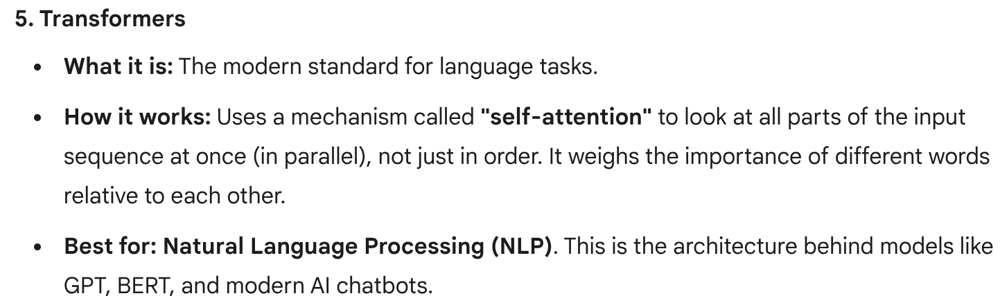 5. Transformers
• What it is: The modern standard for language tasks.
• How it works: Uses a mechanism called "self-attention" to look at all parts of the input
sequence at once (in parallel), not just in order. It weighs the importance of different words
relative to each other.
• Best for: Natural Language Processing (NLP). This is the architecture behind models like
GPT, BERT, and modern AI chatbots.